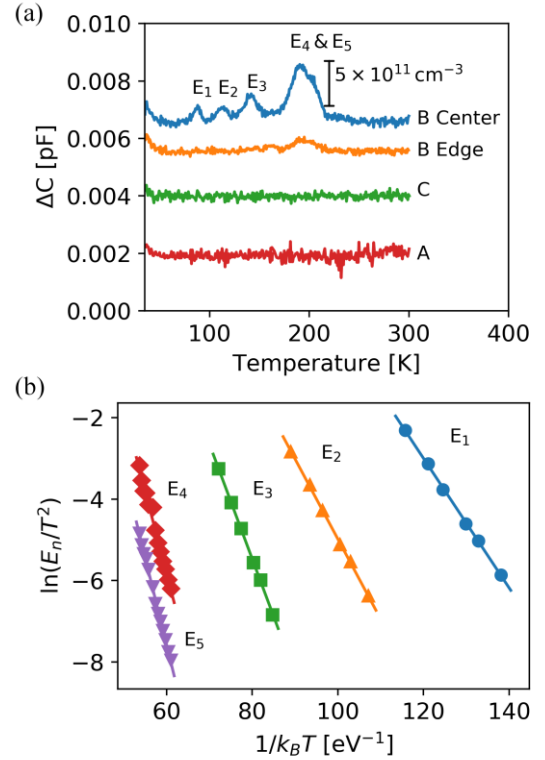 (a)
E₄ & E₅
0.010
5 × 10¹¹ cm⁻³
0.008
E₁ E₂ E₃
B Center
0.006
B Edge
ΔC [pF]
0.004
C
0.002
A
0.000
100 200 300 400
Temperature [K]
(b)
−2
E₁
E₂
−4
E₄
E₃
ln(Eₙ/T²)
−6
E₅
−8
60 80 100 120 140
1/k_BT [eV⁻¹]